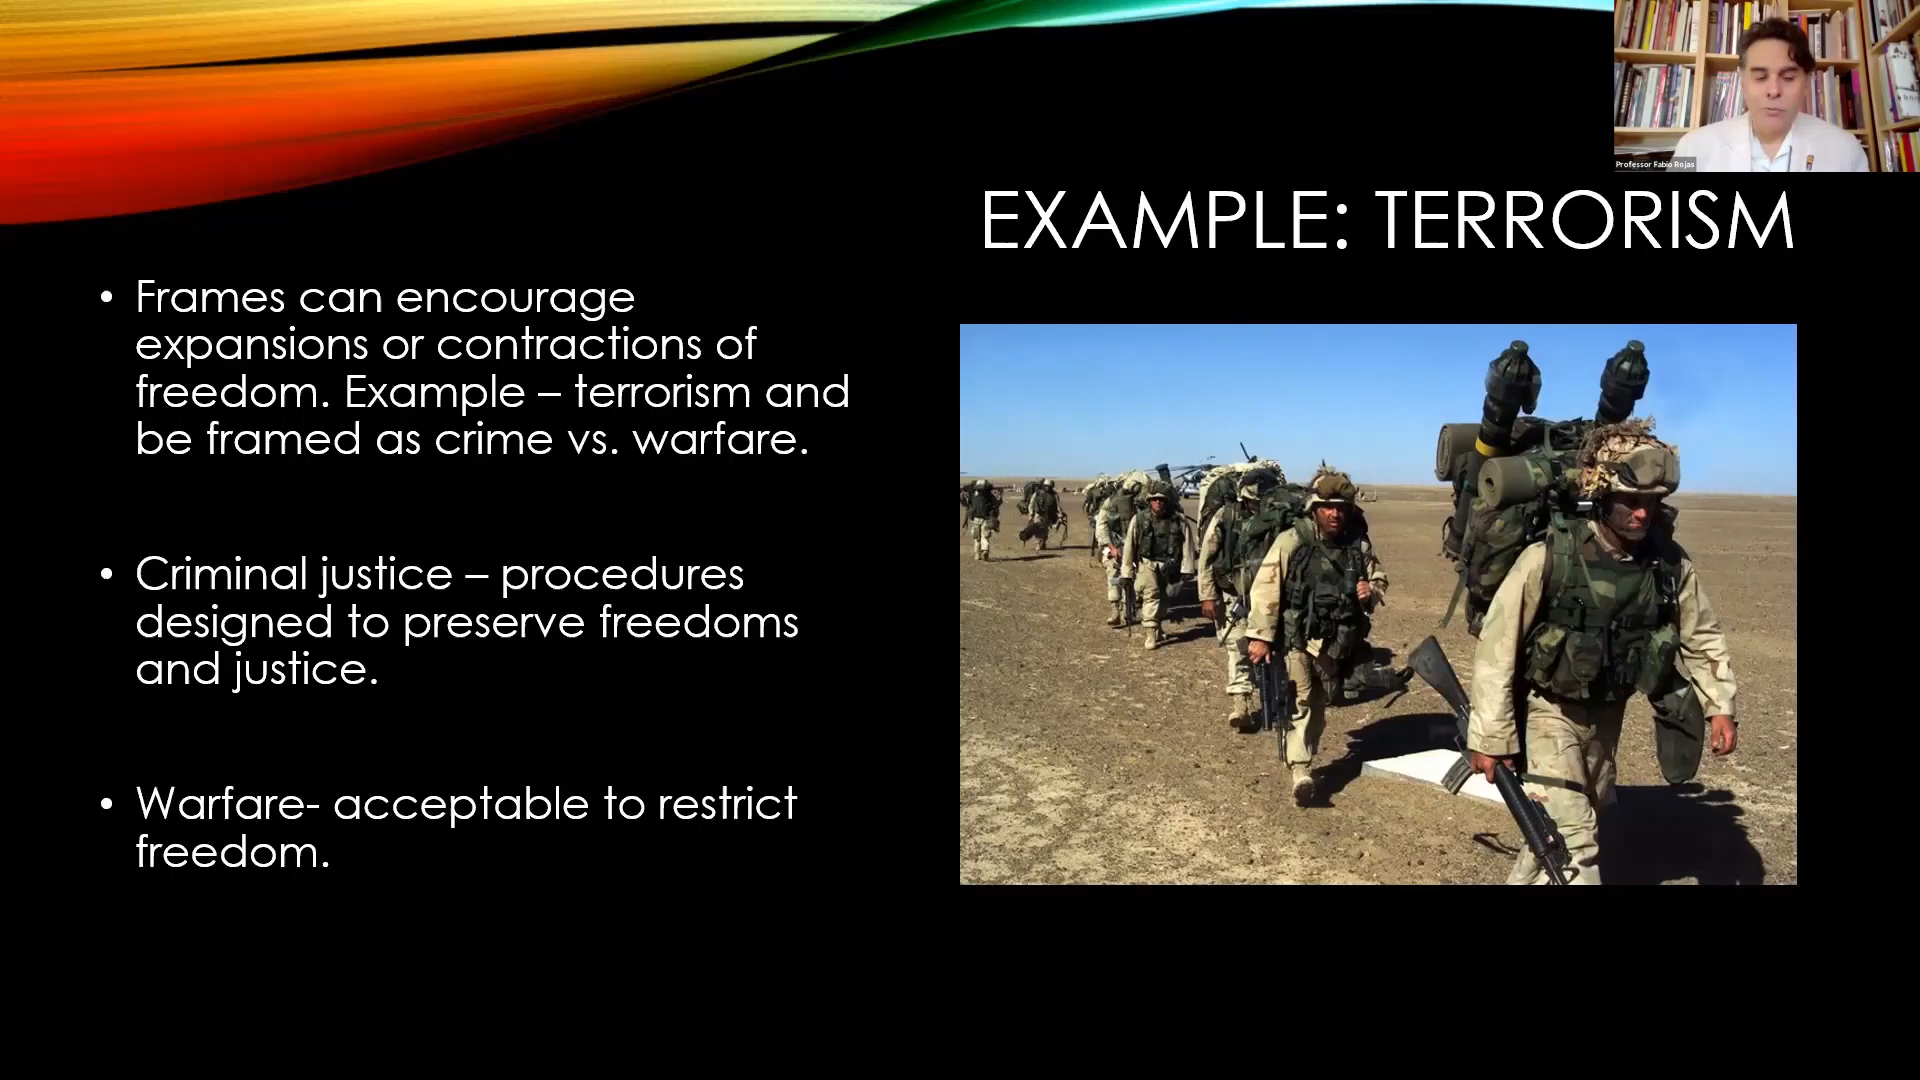 Professor Fabio Rojas
EXAMPLE: TERRORISM
• Frames can encourage
expansions or contractions of
freedom. Example – terrorism and
be framed as crime vs. warfare.
• Criminal justice – procedures
designed to preserve freedoms
and justice.
• Warfare- acceptable to restrict
freedom.